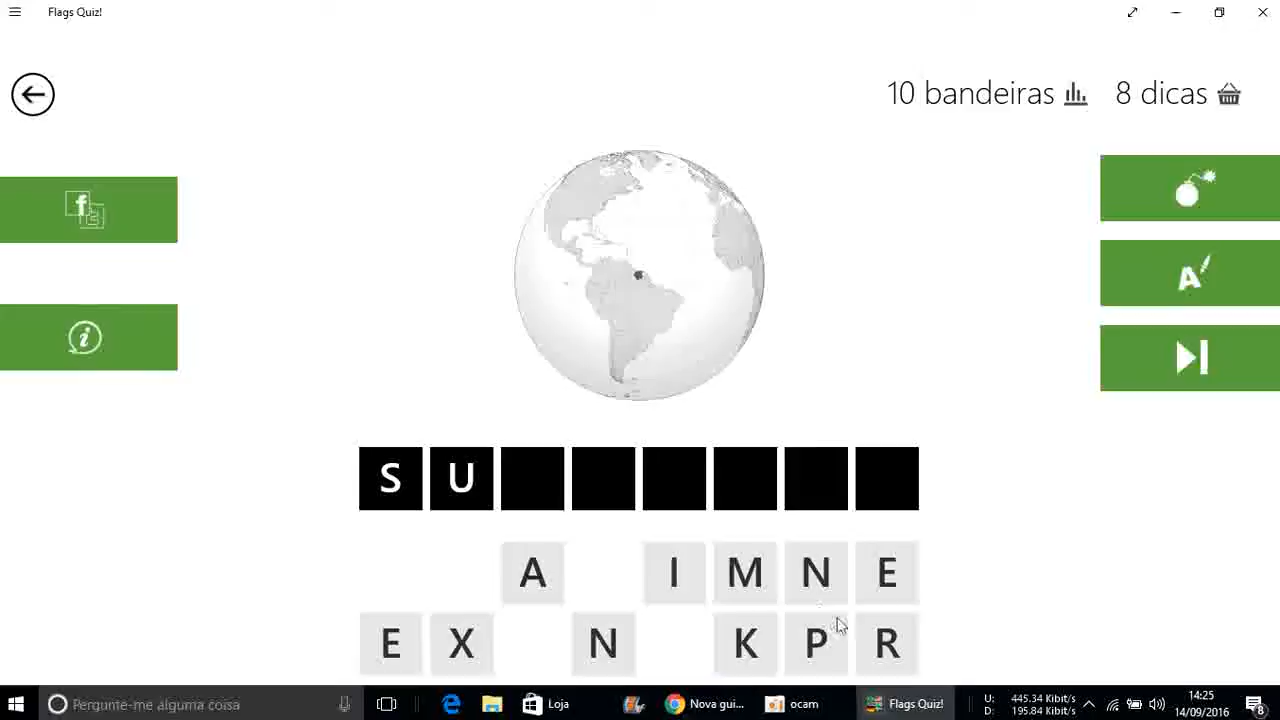 Flags Quiz!
10 bandeiras 8 dicas
f
i
A
S U
A I M N E
E X N K P R
Pergunte-me alguma coisa
Loja
Nova gui...
ocam
Flags Quiz!
U: 445.34 Kibit/s
D: 195.84 Kibit/s
14:25
14/09/2016
8